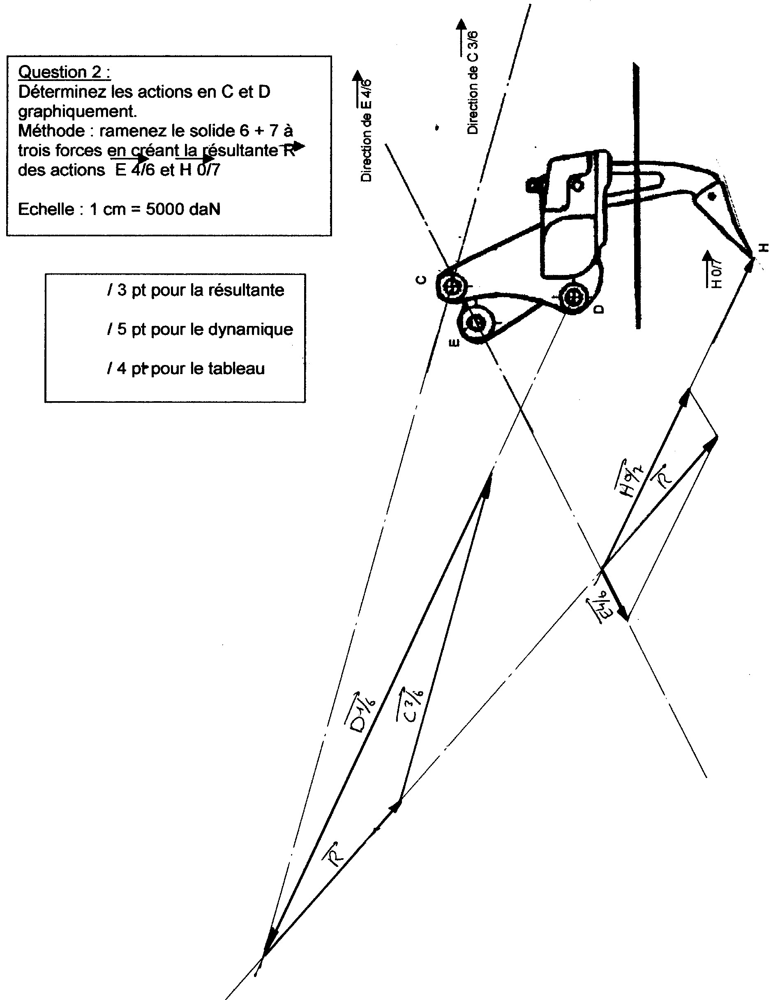 Question 2 :
Déterminez les actions en C et D
graphiquement.
Méthode : ramenez le solide 6 + 7 à
trois forces en créant la résultante R
des actions E 4/6 et H 0/7
Echelle : 1 cm = 5000 daN
/ 3 pt pour la résultante
/ 5 pt pour le dynamique
/ 4 pt pour le tableau
Direction de E 4/6
Direction de C 3/6
C
E
D
H
H 0/7
H 0/7
R
E4/6
D1/6
C3/6
R